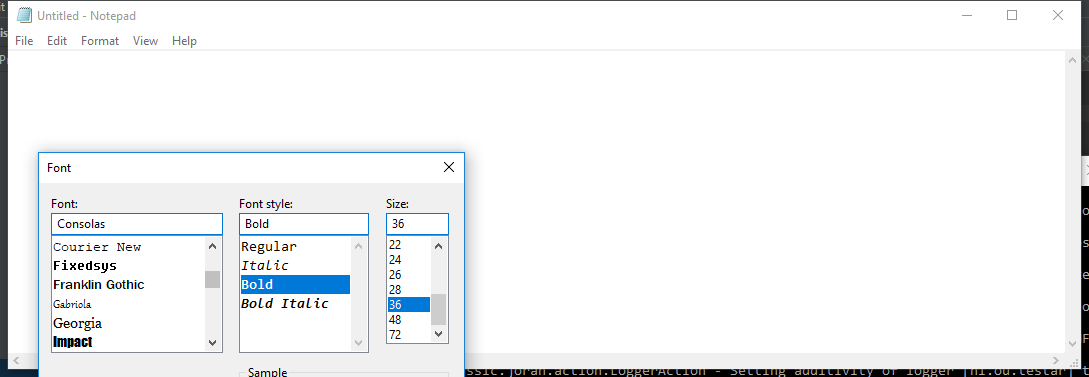 Untitled - Notepad
File Edit Format View Help
Font
Font: Font style: Size:
Consolas Bold 36
Courier New
Fixedsys
Franklin Gothic
Gabriola
Georgia
Impact
Regular
Italic
Bold
Bold Italic
22
24
26
28
36
48
72
Sample
ssic.joran.action.LoggerAction - Setting additivity of logger [nl.ou.testar]